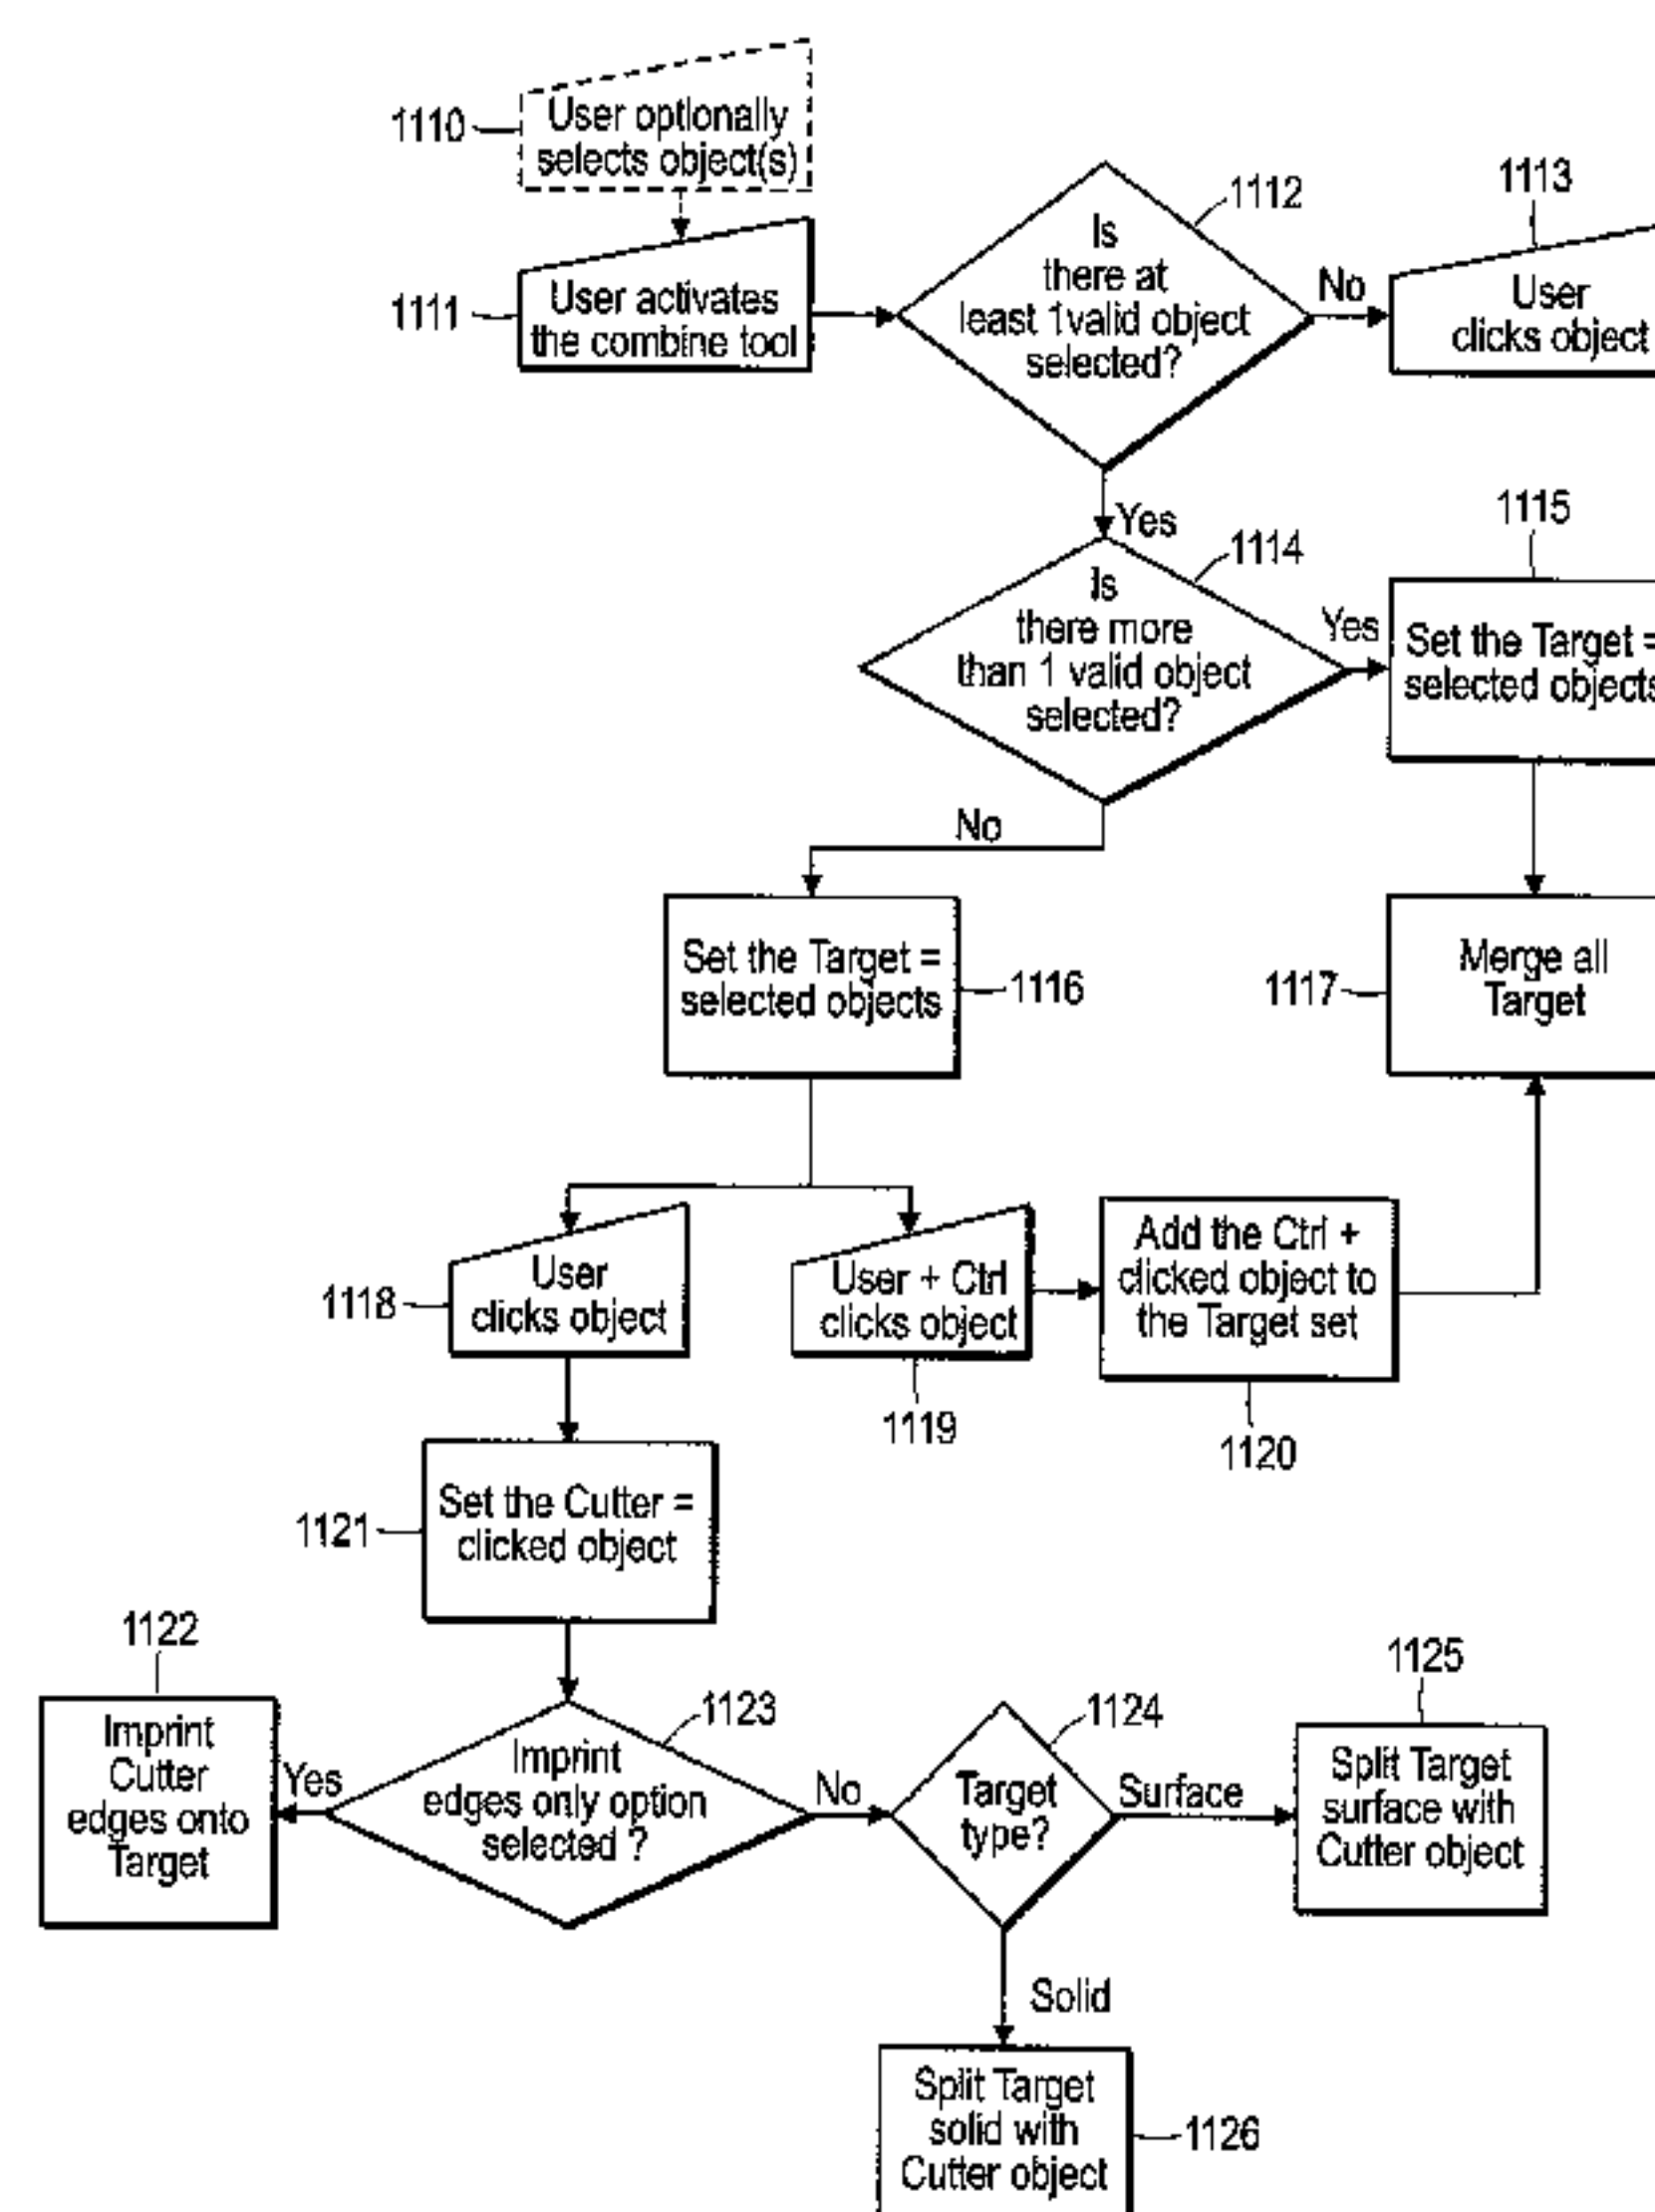 1110
User optionally
selects object(s)
1111
User activates
the combine tool
1112
Is
there at
least 1valid object
selected?
No
1113
User
clicks object
Yes
1114
Is
there more
than 1 valid object
selected?
Yes
1115
Set the Target =
selected objects
No
Set the Target =
selected objects
1116
1117
Merge all
Target
1118
User
clicks object
User + Ctrl
clicks object
1119
Add the Ctrl +
clicked object to
the Target set
1120
1121
Set the Cutter =
clicked object
1122
Imprint
Cutter
edges onto
Target
Yes
1123
Imprint
edges only option
selected ?
No
1124
Target
type?
Surface
1125
Split Target
surface with
Cutter object
Solid
Split Target
solid with
Cutter object
1126